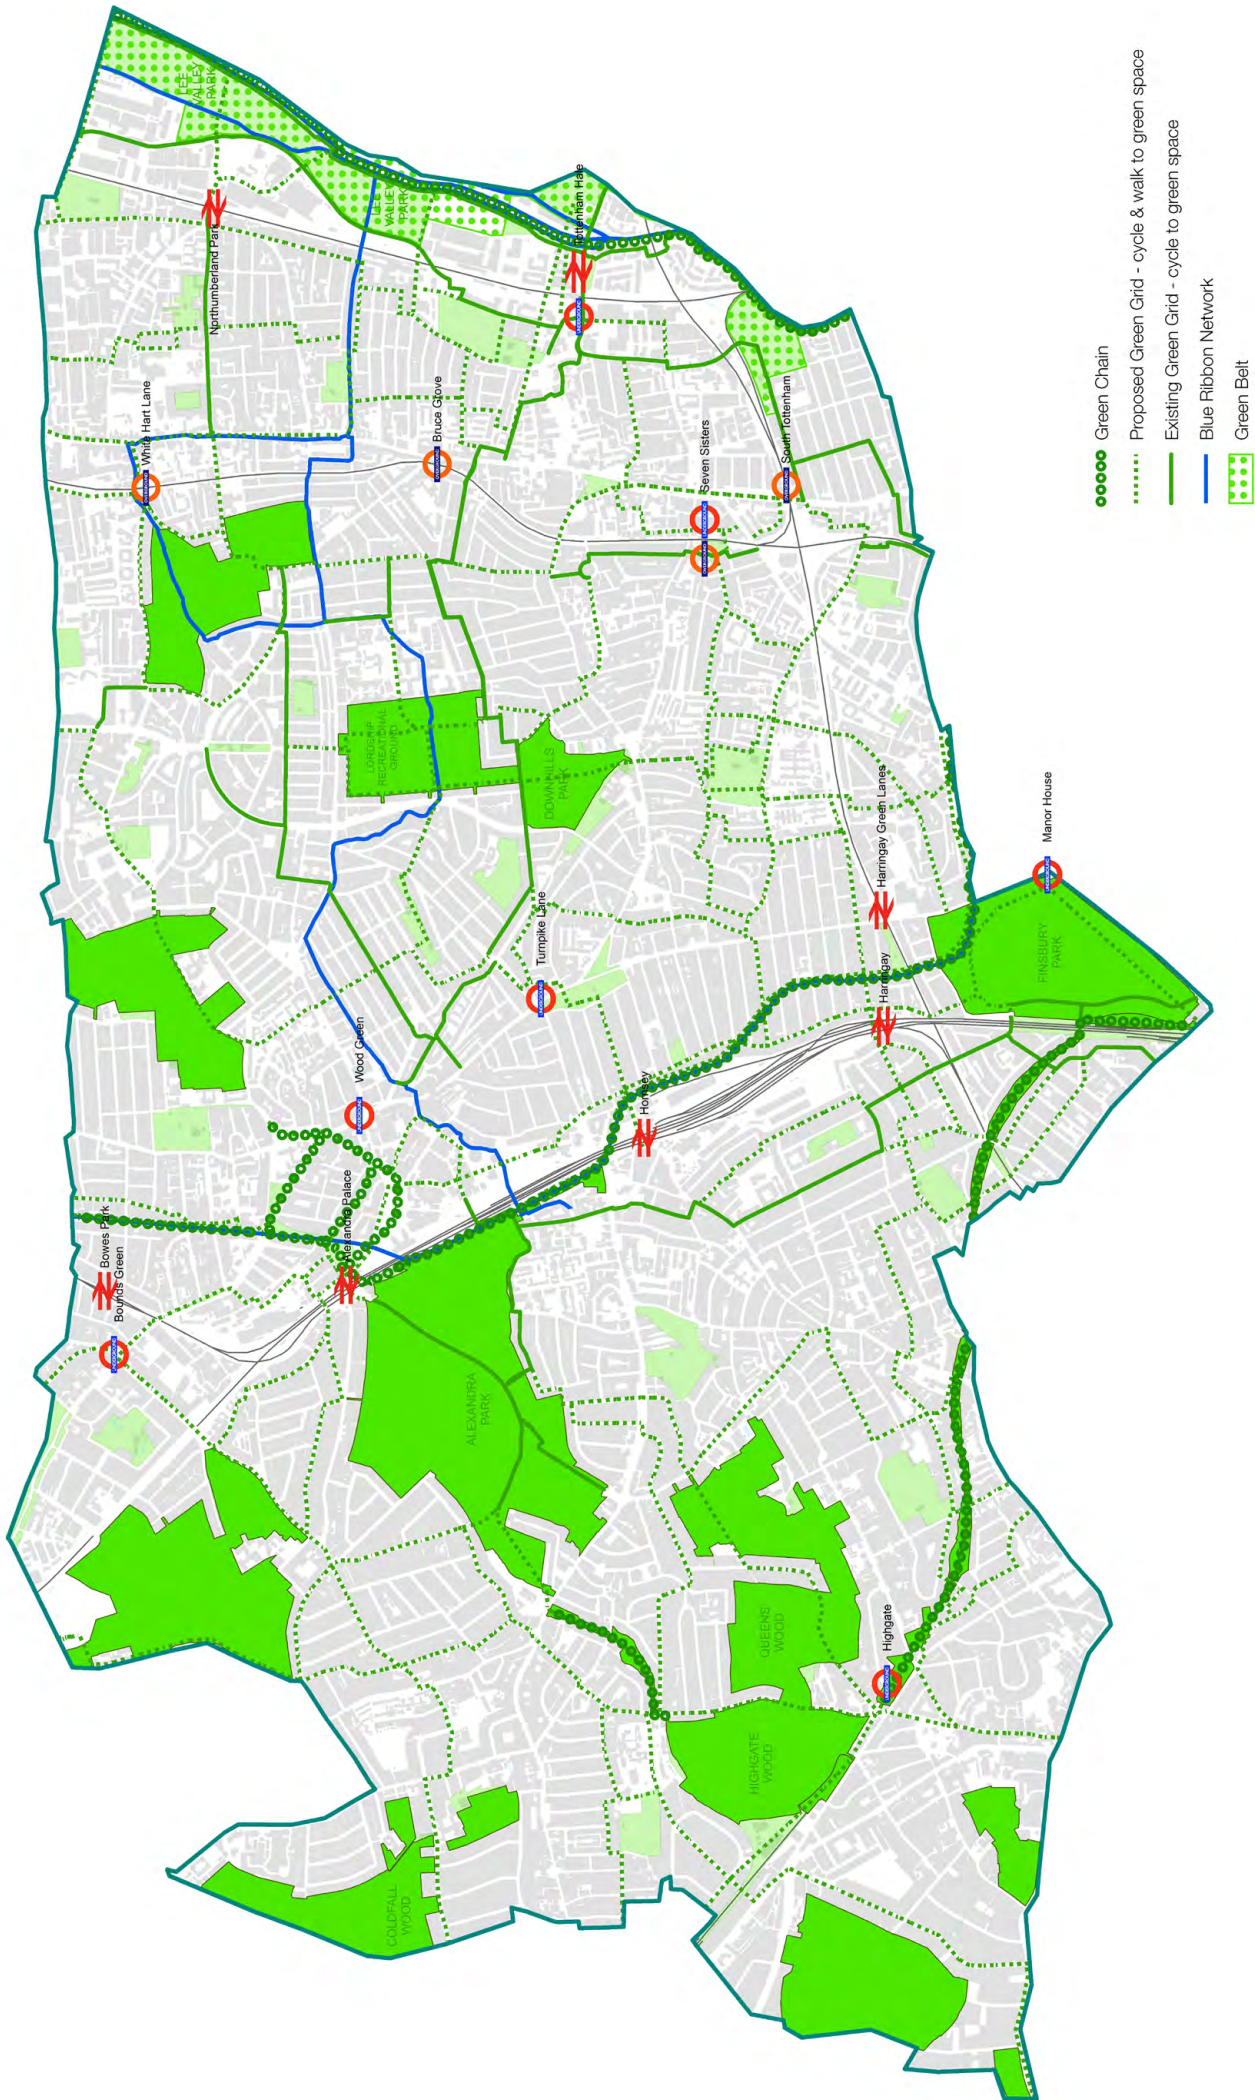 LEE
VALLEY
PARK
Northumberland Park
White Hart Lane
LEE
VALLEY
PARK
Bruce Grove
Tottenham Hale
Seven Sisters
South Tottenham
LORDSHIP
RECREATIONAL
GROUND
DOWNHILLS
PARK
Turnpike Lane
Wood Green
Harringay Green Lanes
Manor House
Harringay
FINSBURY
PARK
Hornsey
Bowes Park
Bounds Green
Alexandra Palace
ALEXANDRA
PARK
QUEENS
WOOD
Highgate
HIGHGATE
WOOD
COLDFALL
WOOD
Green Chain
Proposed Green Grid - cycle & walk to green space
Existing Green Grid - cycle to green space
Blue Ribbon Network
Green Belt